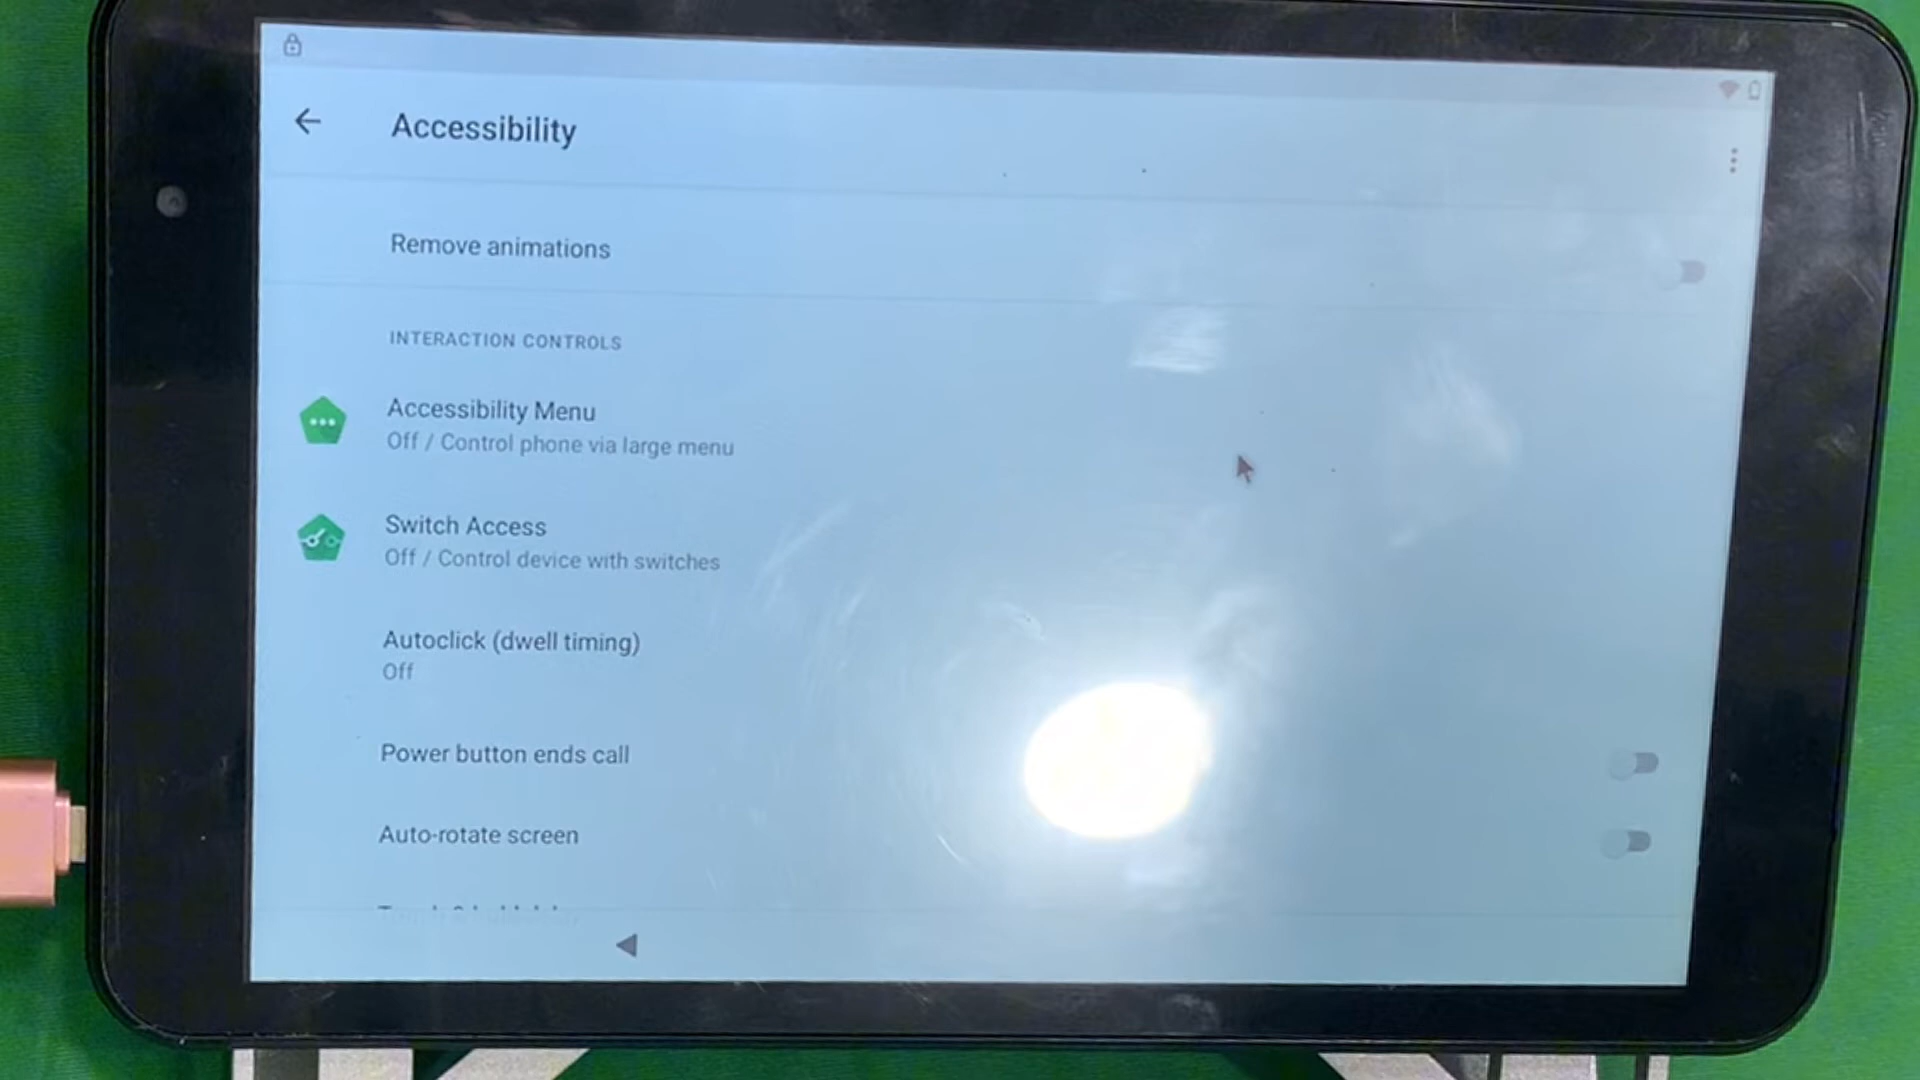 Accessibility
Remove animations
INTERACTION CONTROLS
Accessibility Menu
Off / Control phone via large menu
Switch Access
Off / Control device with switches
Autoclick (dwell timing)
Off
Power button ends call
Auto-rotate screen